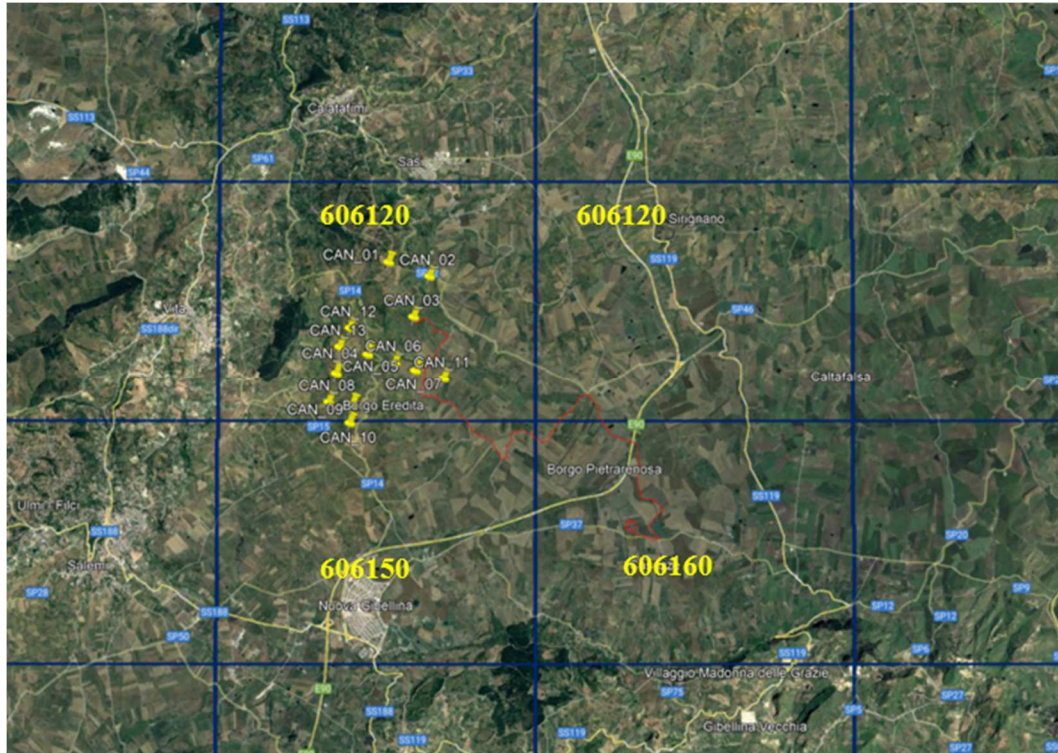 SS113
SP33
Calatafimi
SS113
SP61
Sasi
E90
SP44
606120
606120
Sirignano
CAN_01
CAN_02
SS119
SP14
CAN_03
Vita
CAN_12
SP46
SS188dir
CAN_13
CAN_06
CAN_04
CAN_05
CAN_11
Caltafalsa
CAN_08
CAN_07
CAN_09
Borgo Eredita
SP15
E90
CAN_10
Borgo Pietrarenosa
SP14
SS119
Ulmi
Filci
SS188
SP37
SP20
Salemi
606150
606160
SP28
SP9
Nuova Gibellina
SS188
SP12
SP12
SP50
SS119
SP6
Villaggio Madonna delle Grazie
E90
SP75
SP27
SS188
SP5
Gibellina Vecchia
SS119
SS119
SP27